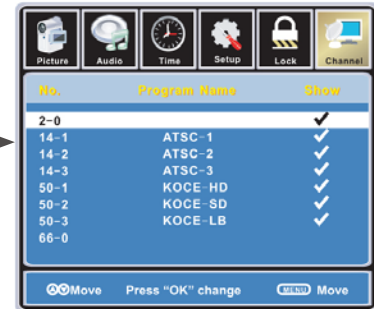 Picture Audio Time Setup Lock Channel
No. Program Name Show
2-0
14-1 ATSC-1
14-2 ATSC-2
14-3 ATSC-3
50-1 KOCE-HD
50-2 KOCE-SD
50-3 KOCE-LB
66-0
Move Press “OK” change MENU Move